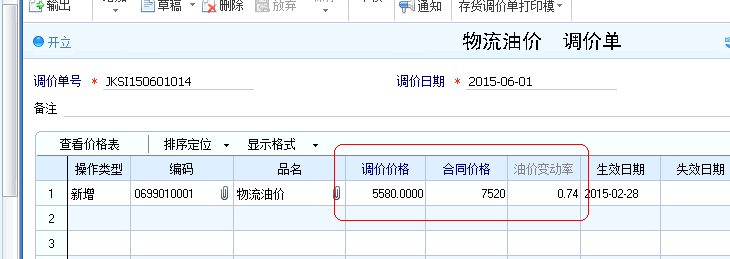 输出 草稿 删除 放弃 通知 存货调价单打印模
开立 物流油价 调价单
调价单号 * JKSI150601014 调价日期 * 2015-06-01
备注
查看价格表 排序定位 显示格式
操作类型 编码 品名 调价价格 合同价格 油价变动率 生效日期 失效日期
1 新增 0699010001 物流油价 5580.0000 7520 0.74 2015-02-28
2
3